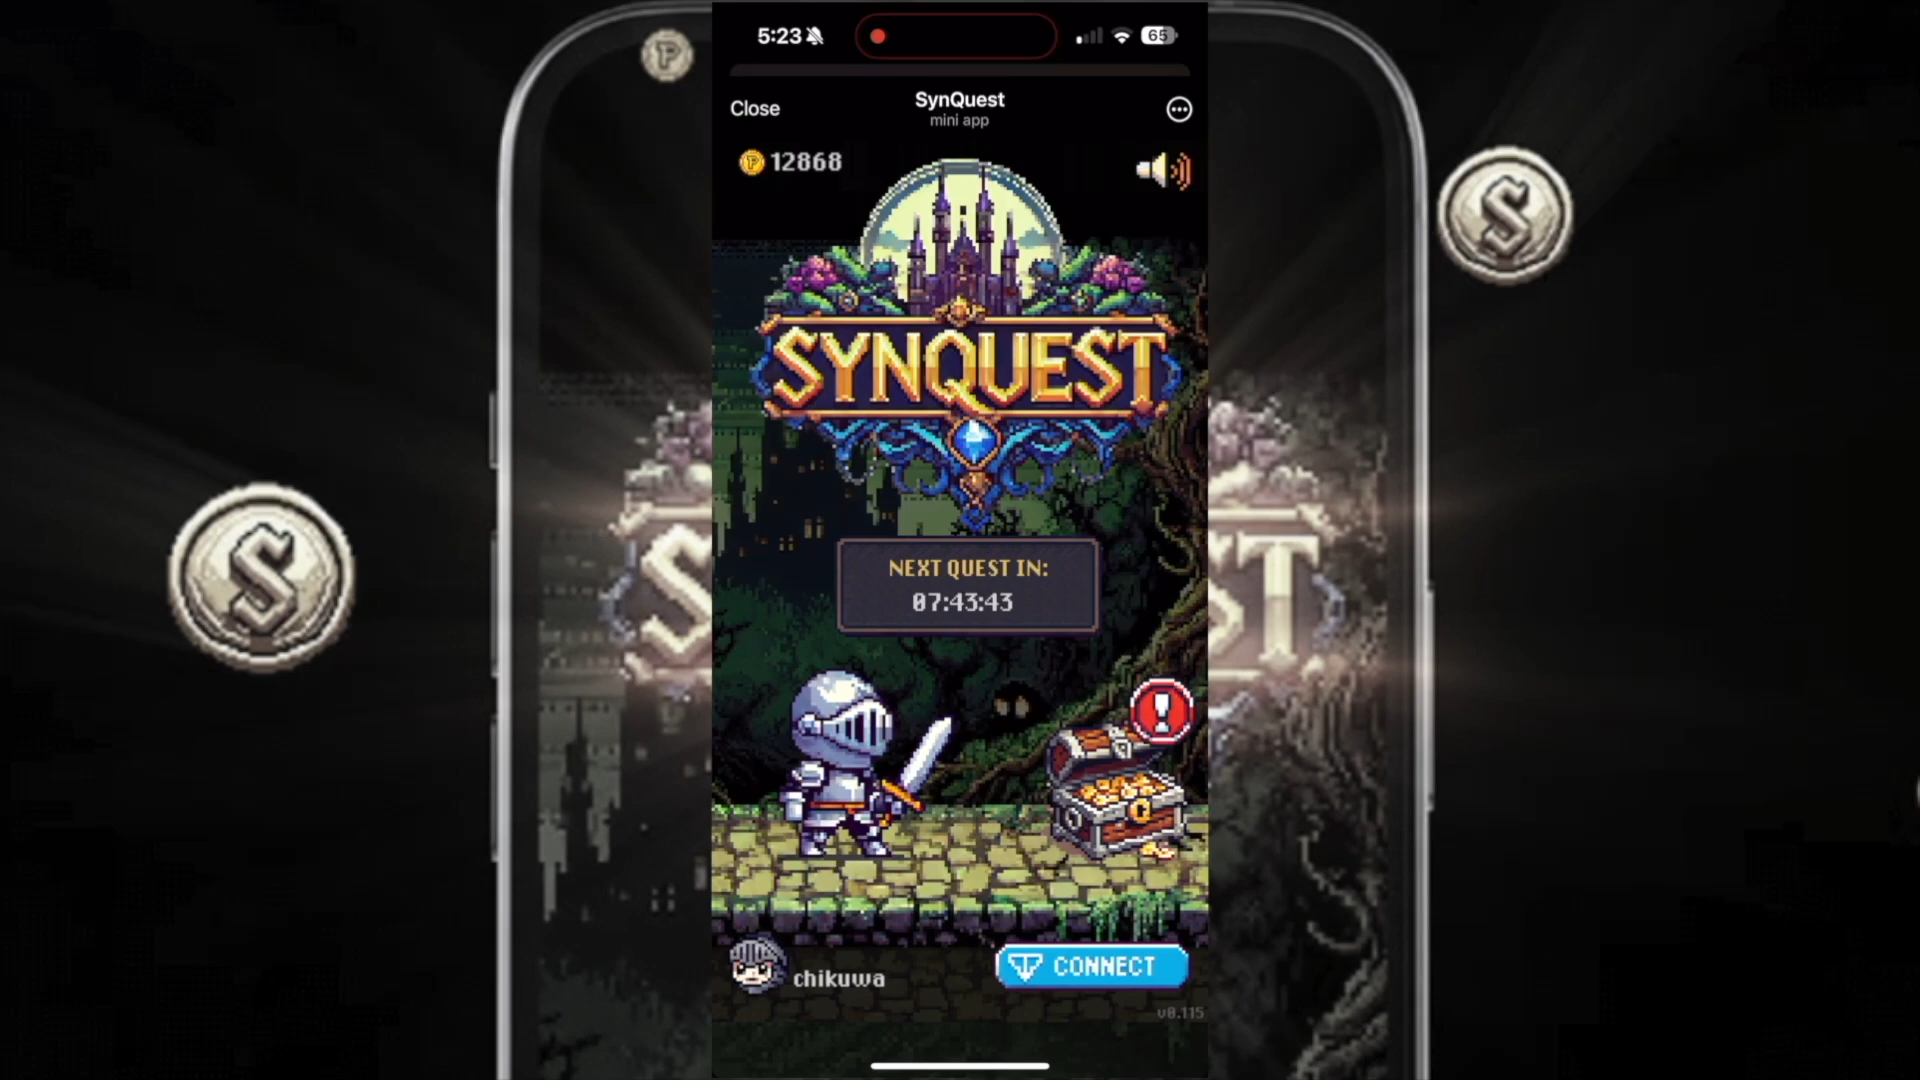 5:23
65
Close
SynQuest
mini app
P 12868
SYNQUEST
NEXT QUEST IN:
07:43:43
!
chikuwa
CONNECT
v0.115
P
S
S
S
ST